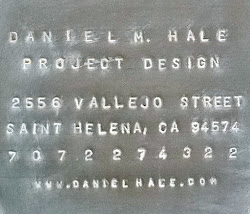 DANIEL M. HALE
PROJECT DESIGN
2556 VALLEJO STREET
SAINT HELENA, CA 94574
7072274322
WWW.DANIELHALE.COM